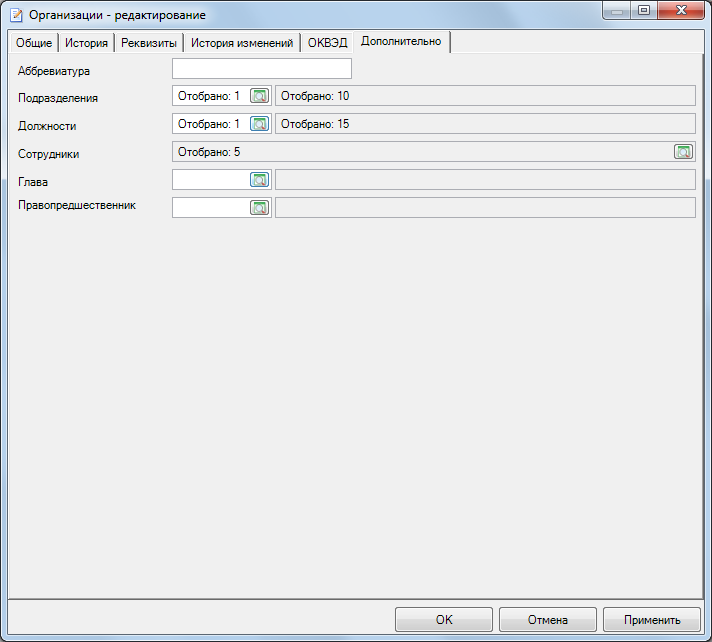 Организации - редактирование
Общие История Реквизиты История изменений ОКВЭД Дополнительно
Аббревиатура
Подразделения Отобрано: 1 Отобрано: 10
Должности Отобрано: 1 Отобрано: 15
Сотрудники Отобрано: 5
Глава
Правопредшественник
OK Отмена Применить